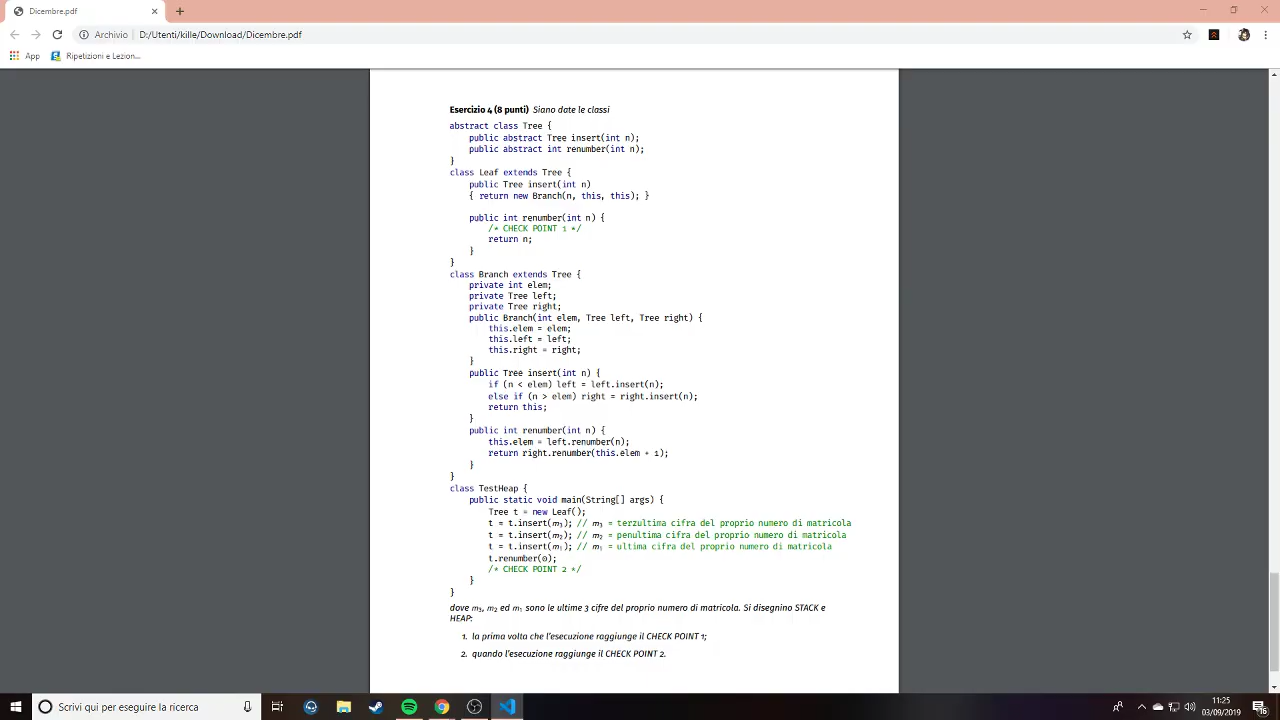 Dicembre.pdf
Archivio D:/Utenti/kille/Download/Dicembre.pdf
App Ripetizioni e Lezion...
Esercizio 4 (8 punti) Siano date le classi
abstract class Tree {
public abstract Tree insert(int n);
public abstract int renumber(int n);
}
class Leaf extends Tree {
public Tree insert(int n)
{ return new Branch(n, this, this); }
public int renumber(int n) {
/* CHECK POINT 1 */
return n;
}
}
class Branch extends Tree {
private int elem;
private Tree left;
private Tree right;
public Branch(int elem, Tree left, Tree right) {
this.elem = elem;
this.left = left;
this.right = right;
}
public Tree insert(int n) {
if (n < elem) left = left.insert(n);
else if (n > elem) right = right.insert(n);
return this;
}
public int renumber(int n) {
this.elem = left.renumber(n);
return right.renumber(this.elem + 1);
}
}
class TestHeap {
public static void main(String[] args) {
Tree t = new Leaf();
t = t.insert(m₃); // m₃ = terzultima cifra del proprio numero di matricola
t = t.insert(m₂); // m₂ = penultima cifra del proprio numero di matricola
t = t.insert(m₁); // m₁ = ultima cifra del proprio numero di matricola
t.renumber(0);
/* CHECK POINT 2 */
}
}
dove m₃, m₂ ed m₁ sono le ultime 3 cifre del proprio numero di matricola. Si disegnino STACK e
HEAP:
1. la prima volta che l'esecuzione raggiunge il CHECK POINT 1;
2. quando l'esecuzione raggiunge il CHECK POINT 2.
Scrivi qui per eseguire la ricerca
11:25
03/09/2019
16